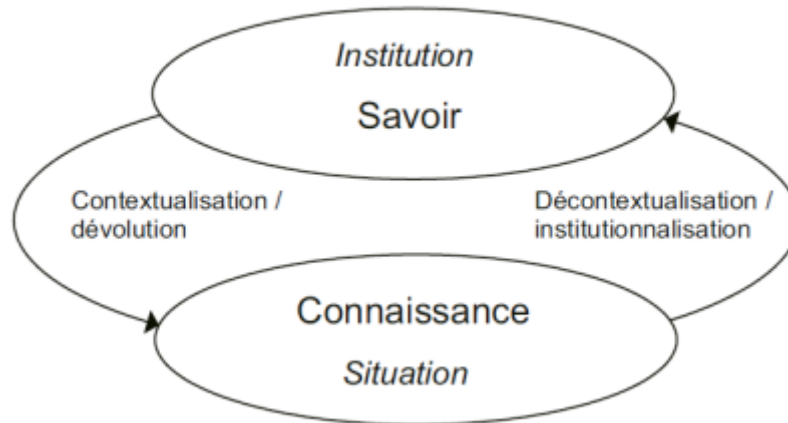 Institution
Savoir
Contextualisation /
dévolution
Décontextualisation /
institutionnalisation
Connaissance
Situation